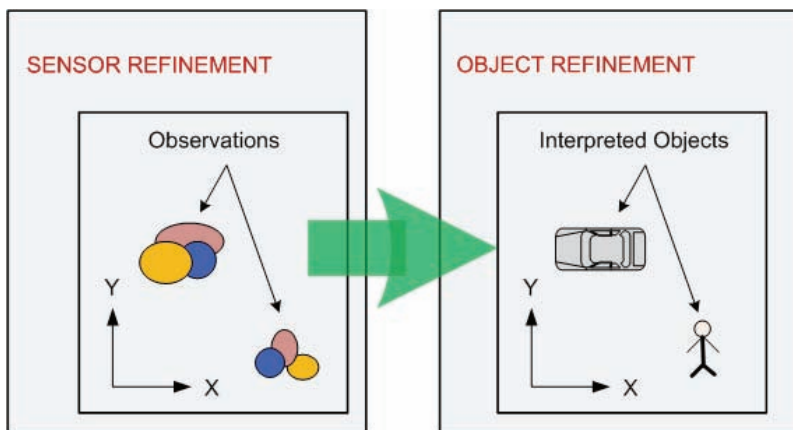 SENSOR REFINEMENT
Observations
Y
X
OBJECT REFINEMENT
Interpreted Objects
Y
X